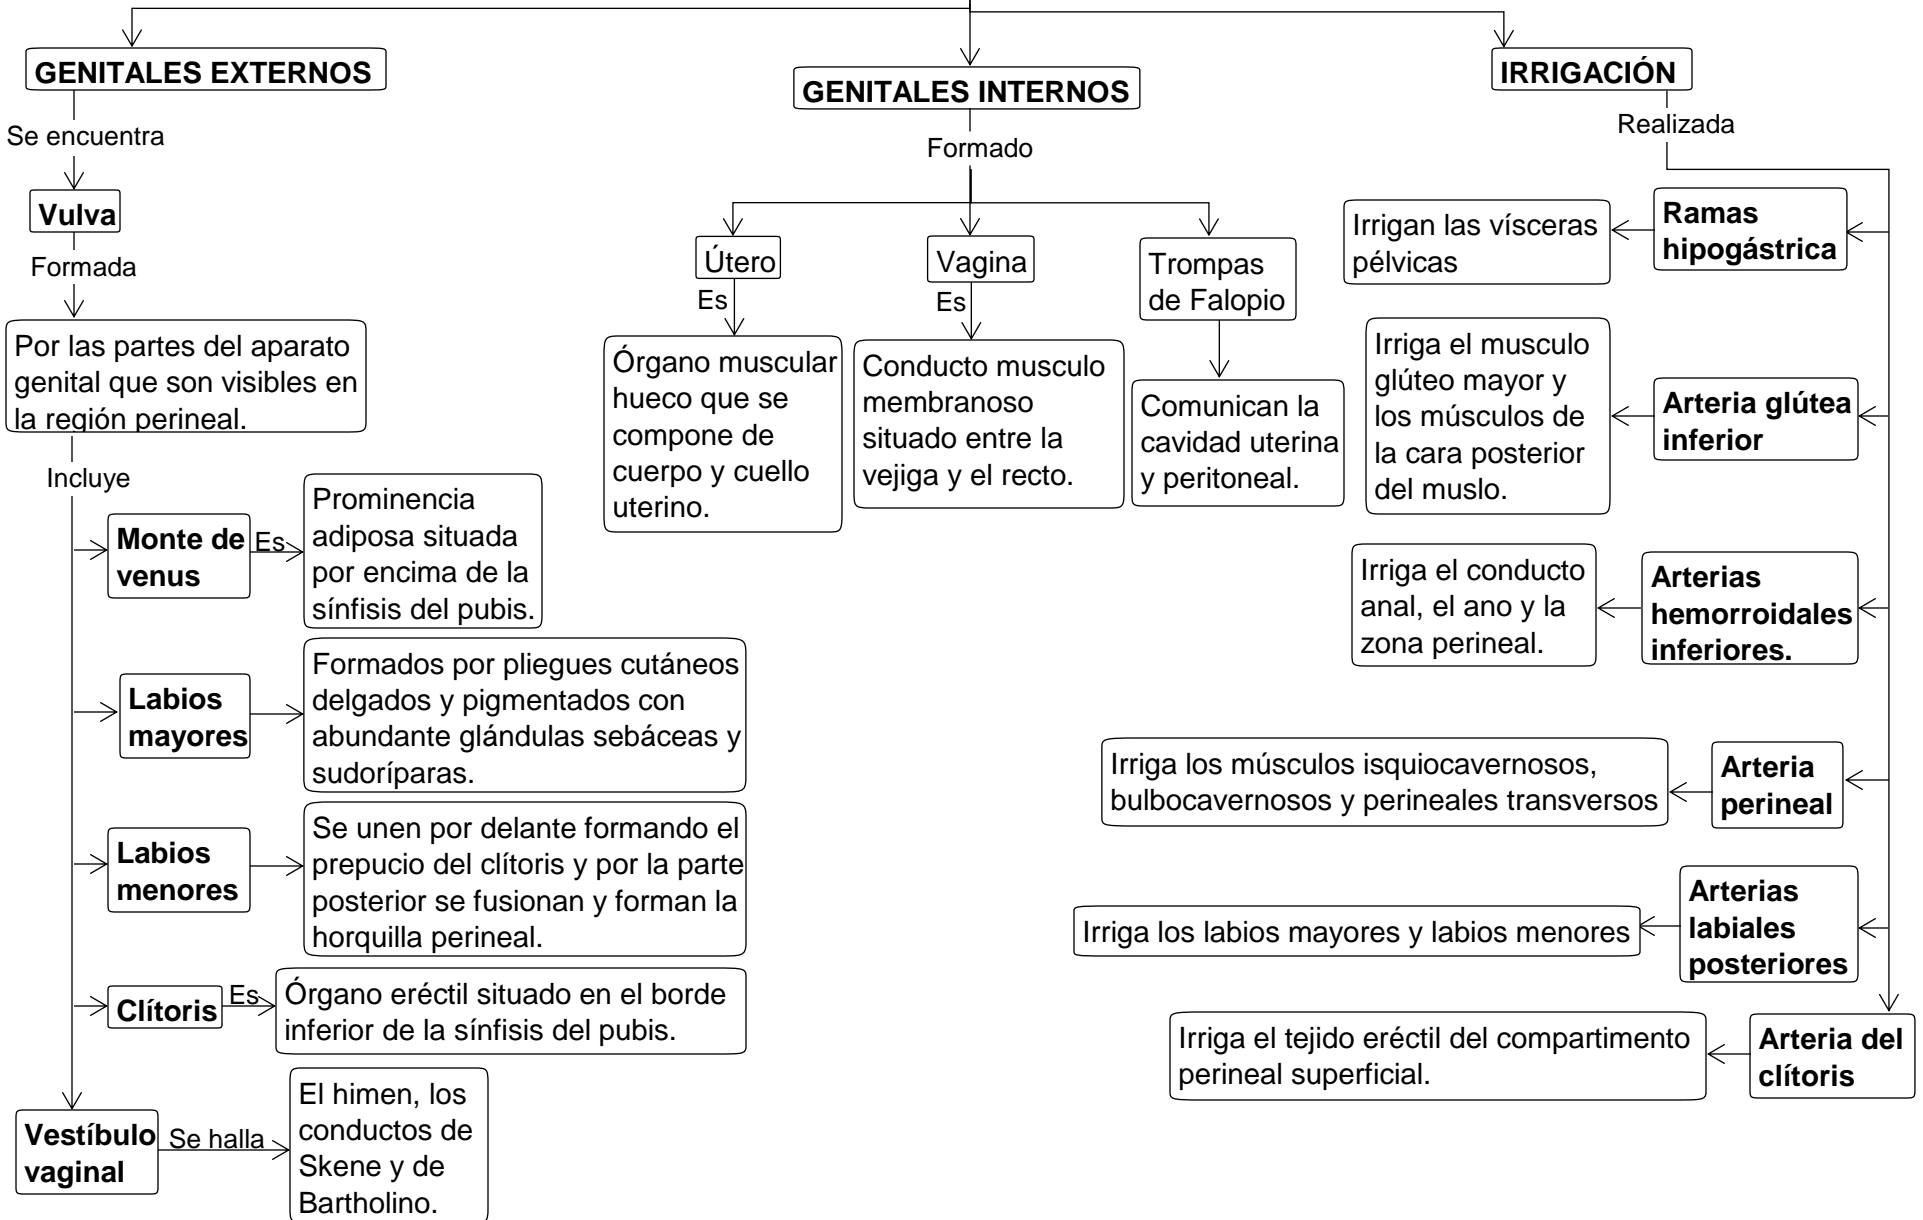 GENITALES EXTERNOS
Se encuentra
Vulva
Formada
Por las partes del aparato
genital que son visibles en
la región perineal.
Incluye
Monte de
venus
Es
Prominencia
adiposa situada
por encima de la
sínfisis del pubis.
Labios
mayores
Formados por pliegues cutáneos
delgados y pigmentados con
abundante glándulas sebáceas y
sudoríparas.
Labios
menores
Se unen por delante formando el
prepucio del clítoris y por la parte
posterior se fusionan y forman la
horquilla perineal.
Clítoris
Es
Órgano eréctil situado en el borde
inferior de la sínfisis del pubis.
Vestíbulo
vaginal
Se halla
El himen, los
conductos de
Skene y de
Bartholino.
GENITALES INTERNOS
Formado
Útero
Es
Órgano muscular
hueco que se
compone de
cuerpo y cuello
uterino.
Vagina
Es
Conducto musculo
membranoso
situado entre la
vejiga y el recto.
Trompas
de Falopio
Comunican la
cavidad uterina
y peritoneal.
IRRIGACIÓN
Realizada
Ramas
hipogástrica
Irrigan las vísceras
pélvicas
Arteria glútea
inferior
Irriga el musculo
glúteo mayor y
los músculos de
la cara posterior
del muslo.
Arterias
hemorroidales
inferiores.
Irriga el conducto
anal, el ano y la
zona perineal.
Arteria
perineal
Irriga los músculos isquiocavernosos,
bulbocavernosos y perineales transversos
Arterias
labiales
posteriores
Irriga los labios mayores y labios menores
Arteria del
clítoris
Irriga el tejido eréctil del compartimento
perineal superficial.